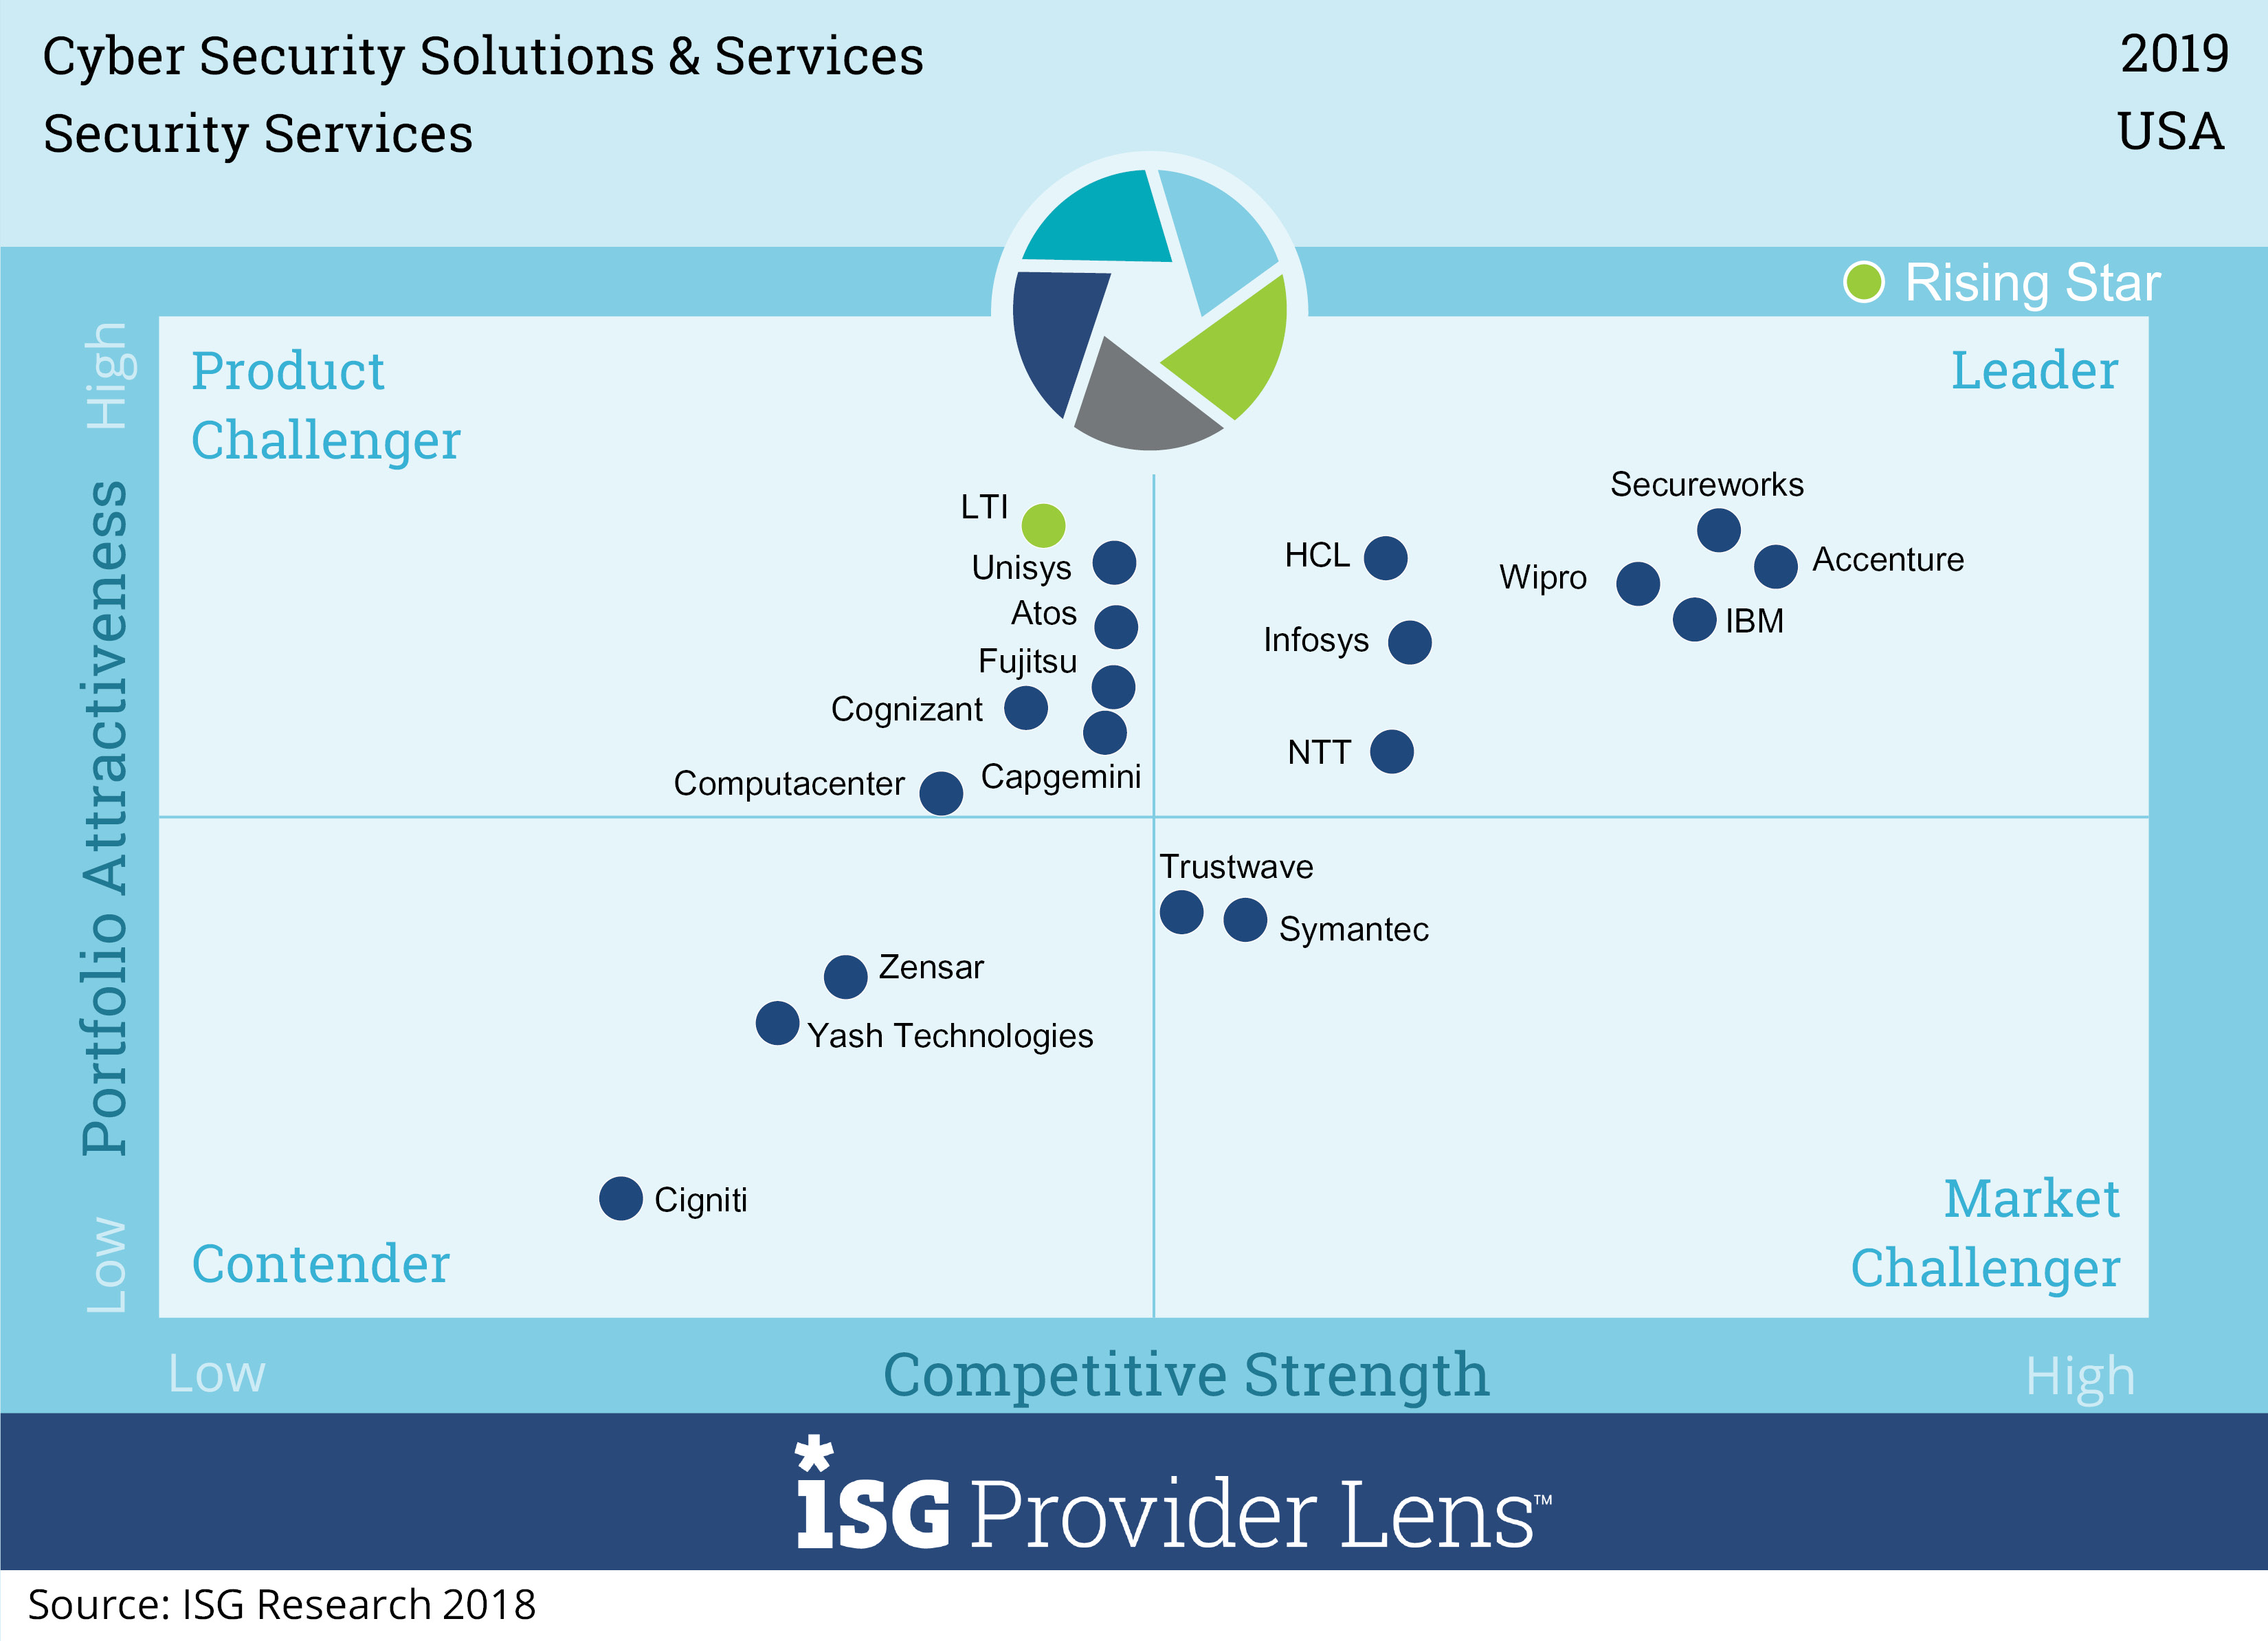 Cyber Security Solutions & Services
2019
Security Services
USA
Rising Star
High
Portfolio Attractiveness
Low
Product
Challenger
Leader
LTI
Unisys
Atos
Fujitsu
Cognizant
Capgemini
Computacenter
Secureworks
HCL
Accenture
Wipro
IBM
Infosys
NTT
Trustwave
Symantec
Zensar
Yash Technologies
Cigniti
Contender
Market
Challenger
Low
Competitive Strength
High
iSG Provider Lens™
Source: ISG Research 2018